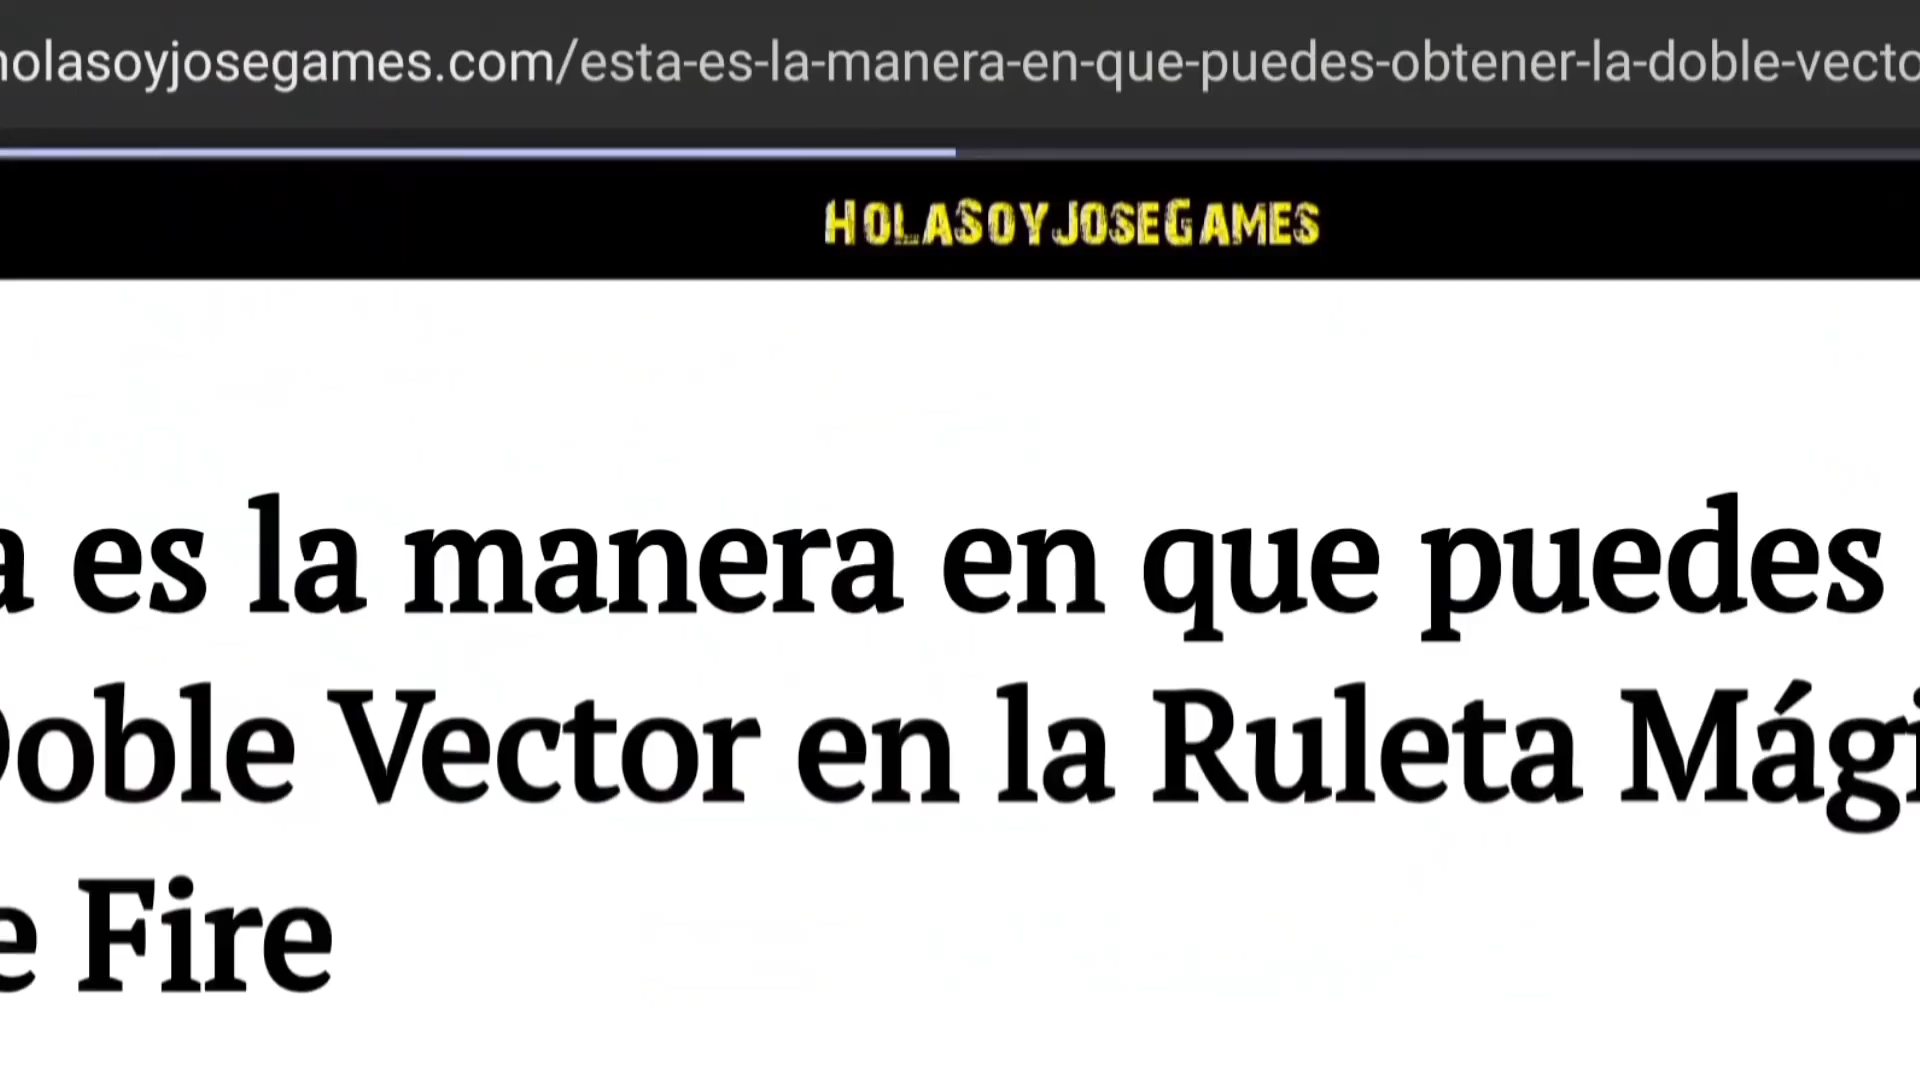 holasoyjosegames.com/esta-es-la-manera-en-que-puedes-obtener-la-doble-vecto
HOLASOYJOSEGAMES
a es la manera en que puedes
Doble Vector en la Ruleta Mági
e Fire